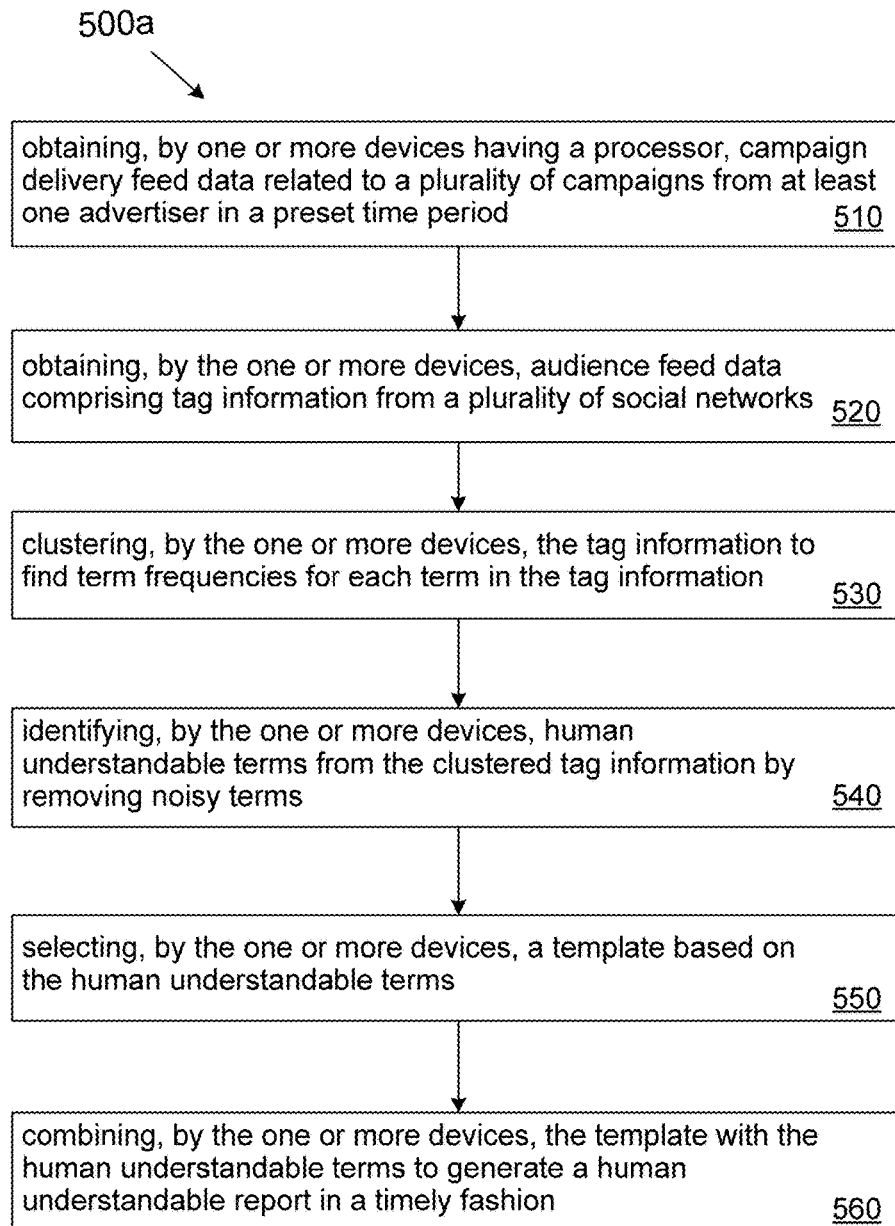 500a
obtaining, by one or more devices having a processor, campaign
delivery feed data related to a plurality of campaigns from at least
one advertiser in a preset time period
510
obtaining, by the one or more devices, audience feed data
comprising tag information from a plurality of social networks
520
clustering, by the one or more devices, the tag information to
find term frequencies for each term in the tag information
530
identifying, by the one or more devices, human
understandable terms from the clustered tag information by
removing noisy terms
540
selecting, by the one or more devices, a template based on
the human understandable terms
550
combining, by the one or more devices, the template with the
human understandable terms to generate a human
understandable report in a timely fashion
560